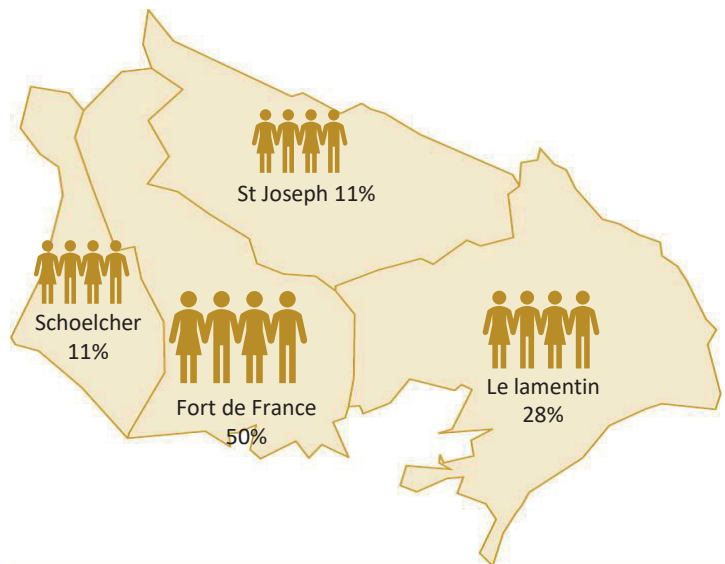 St Joseph 11%
Schoelcher
11%
Fort de France
50%
Le lamentin
28%